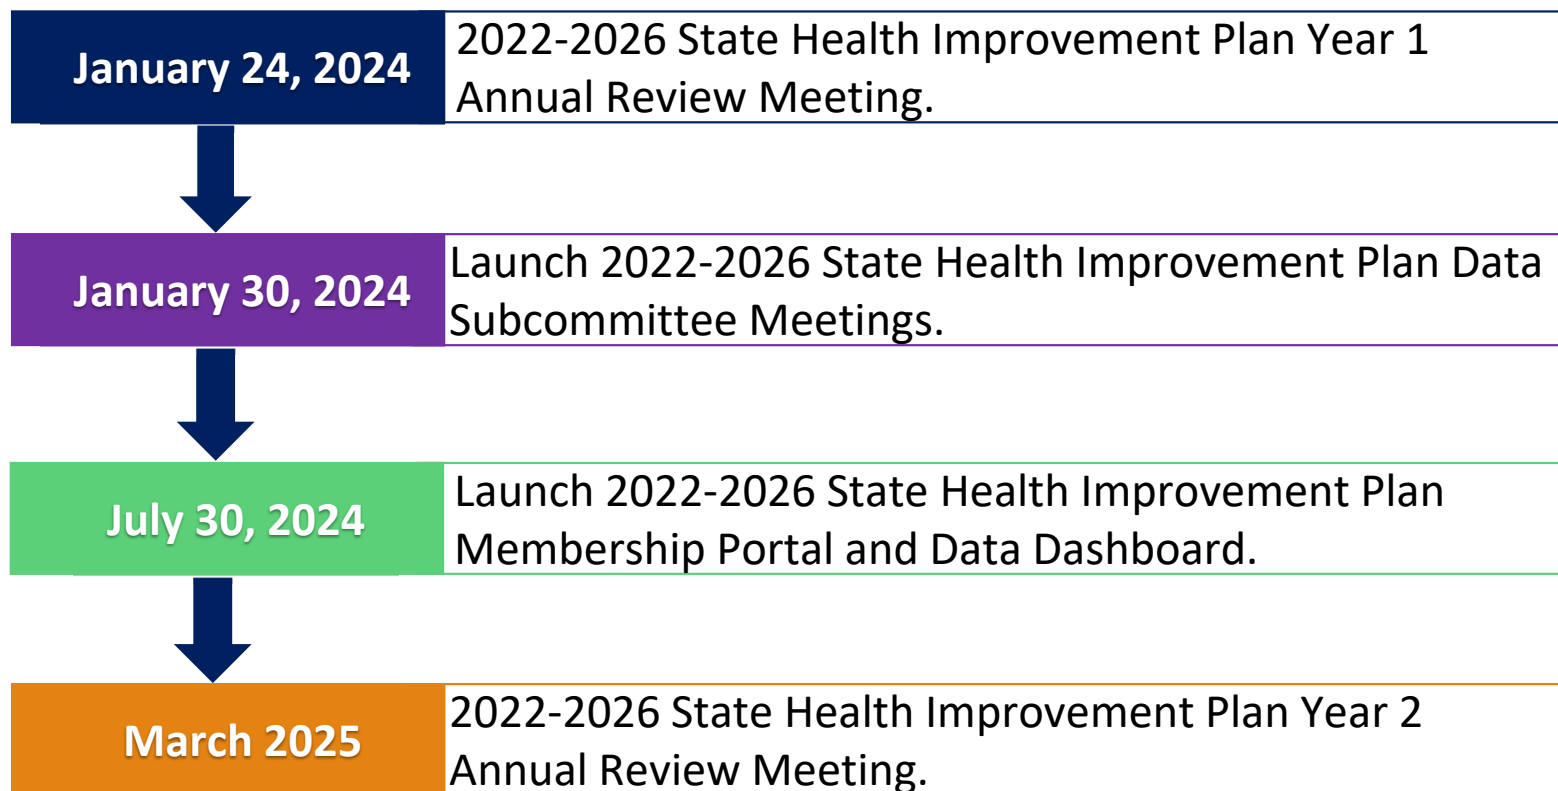 January 24, 2024
2022-2026 State Health Improvement Plan Year 1
Annual Review Meeting.
January 30, 2024
Launch 2022-2026 State Health Improvement Plan Data
Subcommittee Meetings.
July 30, 2024
Launch 2022-2026 State Health Improvement Plan
Membership Portal and Data Dashboard.
March 2025
2022-2026 State Health Improvement Plan Year 2
Annual Review Meeting.